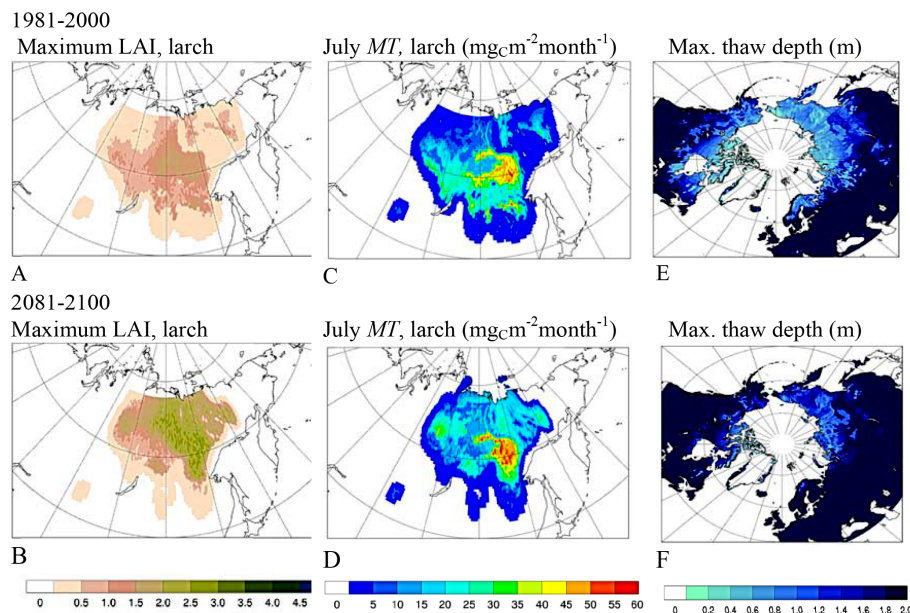 1981-2000
Maximum LAI, larch
July MT, larch (mgcm⁻²month⁻¹)
Max. thaw depth (m)
A
C
E
2081-2100
Maximum LAI, larch
July MT, larch (mgcm⁻²month⁻¹)
Max. thaw depth (m)
B
D
F
0 0.5 1.0 1.5 2.0 2.5 3.0 3.5 4.0 4.5
0 5 10 15 20 25 30 35 40 45 50 55 60
0 0.2 0.4 0.6 0.8 1.0 1.2 1.4 1.6 1.8 2.0